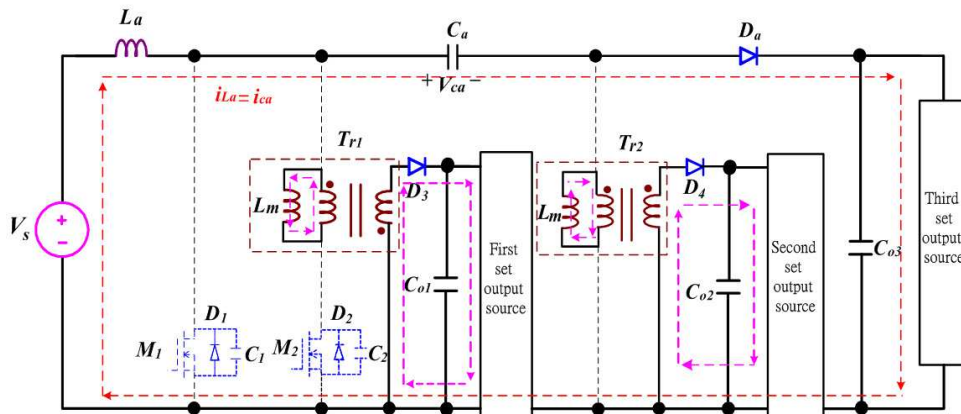 La
Ca
Da
+ Vca −
iLa = ica
Tr1
Tr2
Lm
D3
Lm
D4
Vs
+
−
Co1
First
set
output
source
Co2
Second
set
output
source
Co3
Third
set
output
source
M1
D1
C1
M2
D2
C2